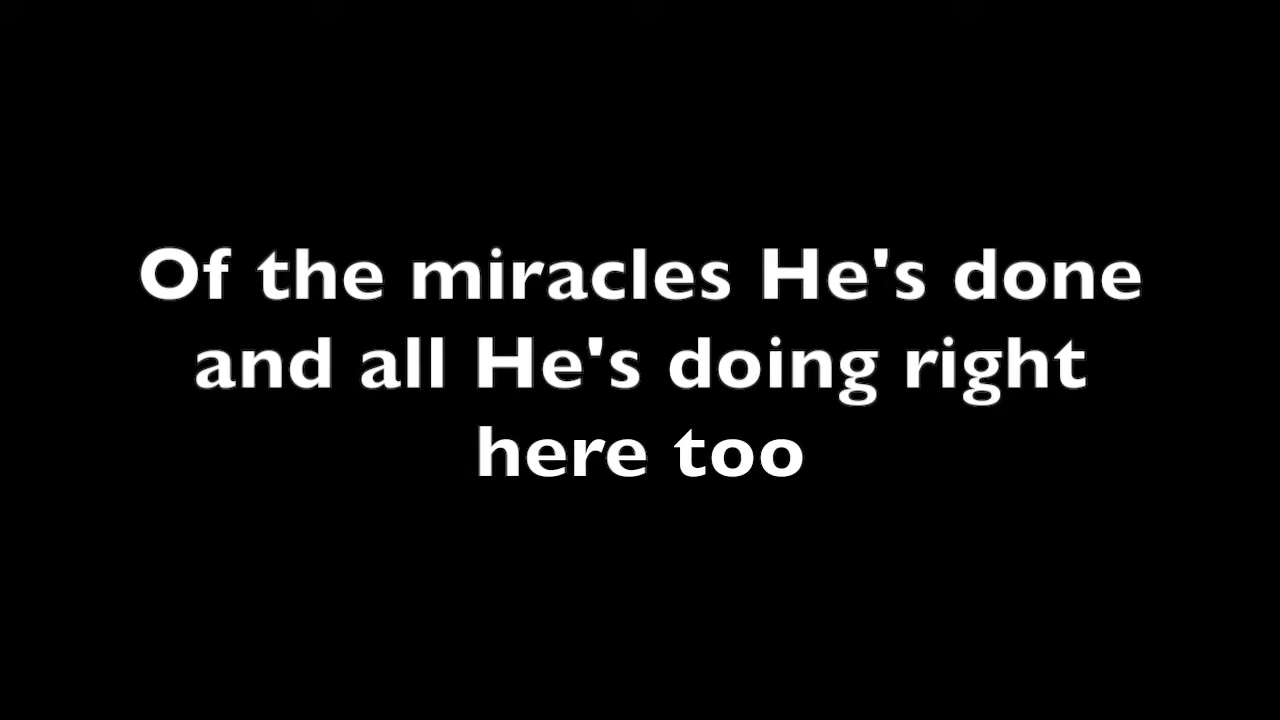 Of the miracles He's done
and all He's doing right
here too